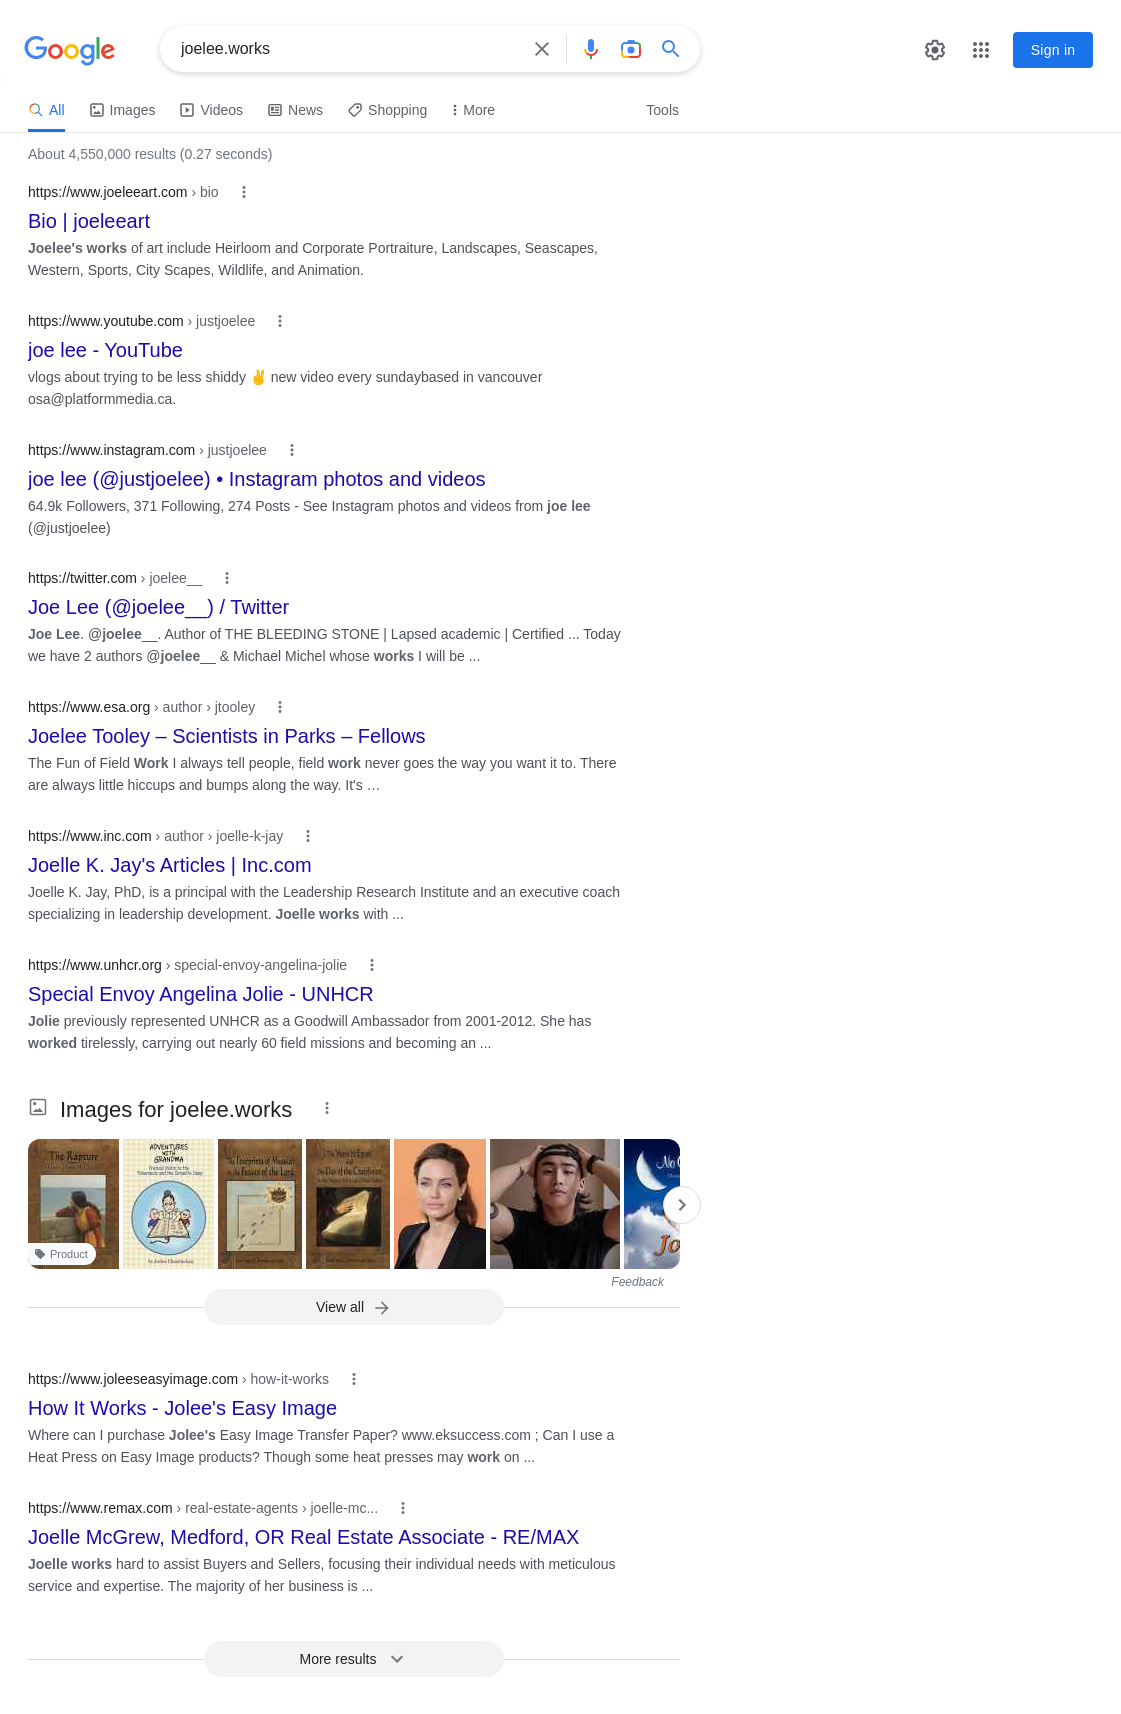 Google
joelee.works
Sign in
All
Images
Videos
News
Shopping
More
Tools
About 4,550,000 results (0.27 seconds)
https://www.joeleeart.com › bio
Bio | joeleeart
Joelee's works of art include Heirloom and Corporate Portraiture, Landscapes, Seascapes,
Western, Sports, City Scapes, Wildlife, and Animation.
https://www.youtube.com › justjoelee
joe lee - YouTube
vlogs about trying to be less shiddy ✌️ new video every sundaybased in vancouver
osa@platformmedia.ca.
https://www.instagram.com › justjoelee
joe lee (@justjoelee) • Instagram photos and videos
64.9k Followers, 371 Following, 274 Posts - See Instagram photos and videos from joe lee
(@justjoelee)
https://twitter.com › joelee__
Joe Lee (@joelee__) / Twitter
Joe Lee. @joelee__. Author of THE BLEEDING STONE | Lapsed academic | Certified ... Today
we have 2 authors @joelee__ & Michael Michel whose works I will be ...
https://www.esa.org › author › jtooley
Joelee Tooley – Scientists in Parks – Fellows
The Fun of Field Work I always tell people, field work never goes the way you want it to. There
are always little hiccups and bumps along the way. It's …
https://www.inc.com › author › joelle-k-jay
Joelle K. Jay's Articles | Inc.com
Joelle K. Jay, PhD, is a principal with the Leadership Research Institute and an executive coach
specializing in leadership development. Joelle works with ...
https://www.unhcr.org › special-envoy-angelina-jolie
Special Envoy Angelina Jolie - UNHCR
Jolie previously represented UNHCR as a Goodwill Ambassador from 2001-2012. She has
worked tirelessly, carrying out nearly 60 field missions and becoming an ...
Images for joelee.works
The Rapture
ADVENTURES
WITH
GRANDMA
Product
Feedback
View all
https://www.joleeseasyimage.com › how-it-works
How It Works - Jolee's Easy Image
Where can I purchase Jolee's Easy Image Transfer Paper? www.eksuccess.com ; Can I use a
Heat Press on Easy Image products? Though some heat presses may work on ...
https://www.remax.com › real-estate-agents › joelle-mc...
Joelle McGrew, Medford, OR Real Estate Associate - RE/MAX
Joelle works hard to assist Buyers and Sellers, focusing their individual needs with meticulous
service and expertise. The majority of her business is ...
More results